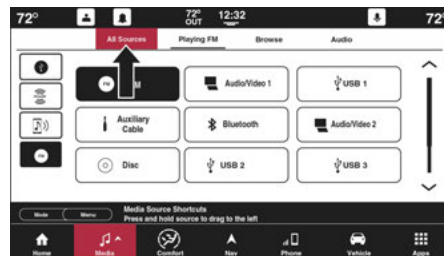 72° 72° OUT 12:32 72
All Sources Playing FM Browse Audio
FM M Audio/Video 1 USB 1
Auxiliary Cable Bluetooth Audio/Video 2
Disc USB 2 USB 3
FM
Mode Menu Media Source Shortcuts
Press and hold source to drag to the left
Home Media Comfort Nav Phone Vehicle Apps